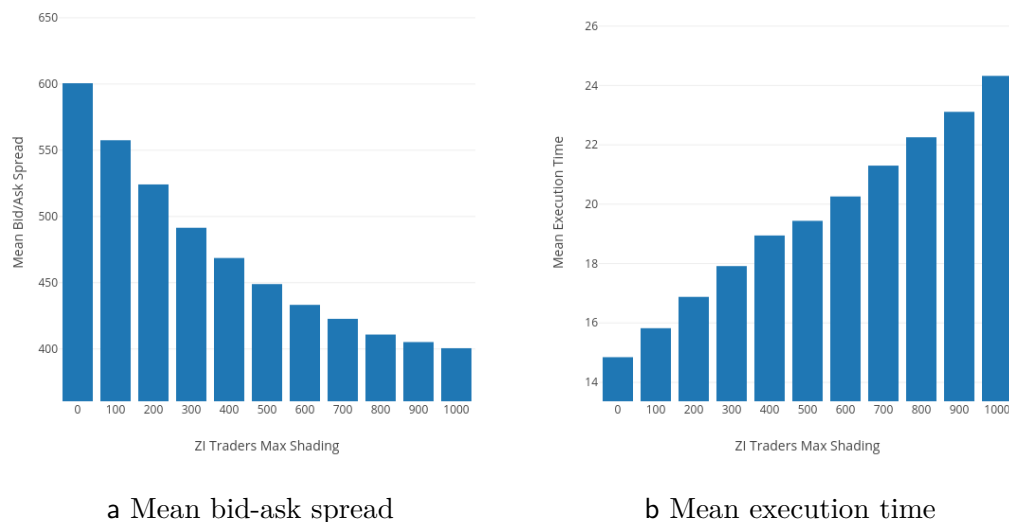 650
600
550
500
450
400
Mean Bid/Ask Spread
0 100 200 300 400 500 600 700 800 900 1000
ZI Traders Max Shading
a Mean bid-ask spread
26
24
22
20
18
16
14
Mean Execution Time
0 100 200 300 400 500 600 700 800 900 1000
ZI Traders Max Shading
b Mean execution time